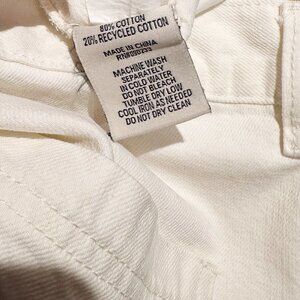 80% COTTON
20% RECYCLED COTTON
MADE IN CHINA
MACHINE WASH
SEPARATELY
IN COLD WATER
DO NOT BLEACH
TUMBLE DRY LOW
COOL IRON AS NEEDED
DO NOT DRY CLEAN